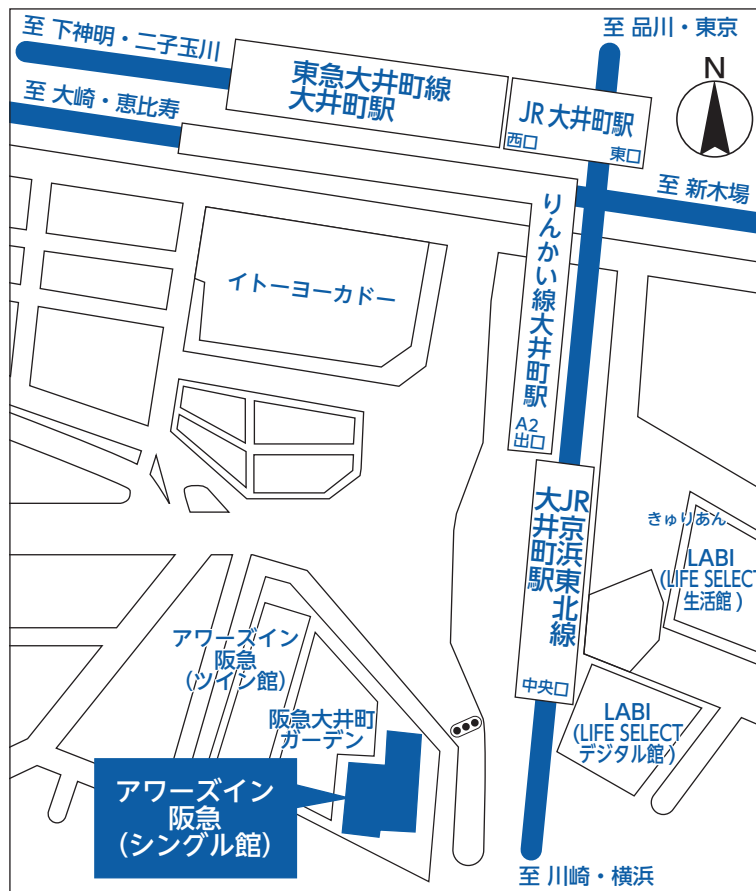 至 下神明・二子玉川
至 品川・東京
東急大井町線
大井町駅
N
至 大崎・恵比寿
JR 大井町駅
西口
東口
至 新木場
りんかい線大井町駅
イトーヨーカドー
A2
出口
JR京浜東北線
大井町駅
きゅりあん
LABI
(LIFE SELECT
生活館 )
アワーズイン
阪急
(ツイン館)
中央口
阪急大井町
ガーデン
LABI
(LIFE SELECT
デジタル館 )
アワーズイン
阪急
(シングル館)
至 川崎・横浜